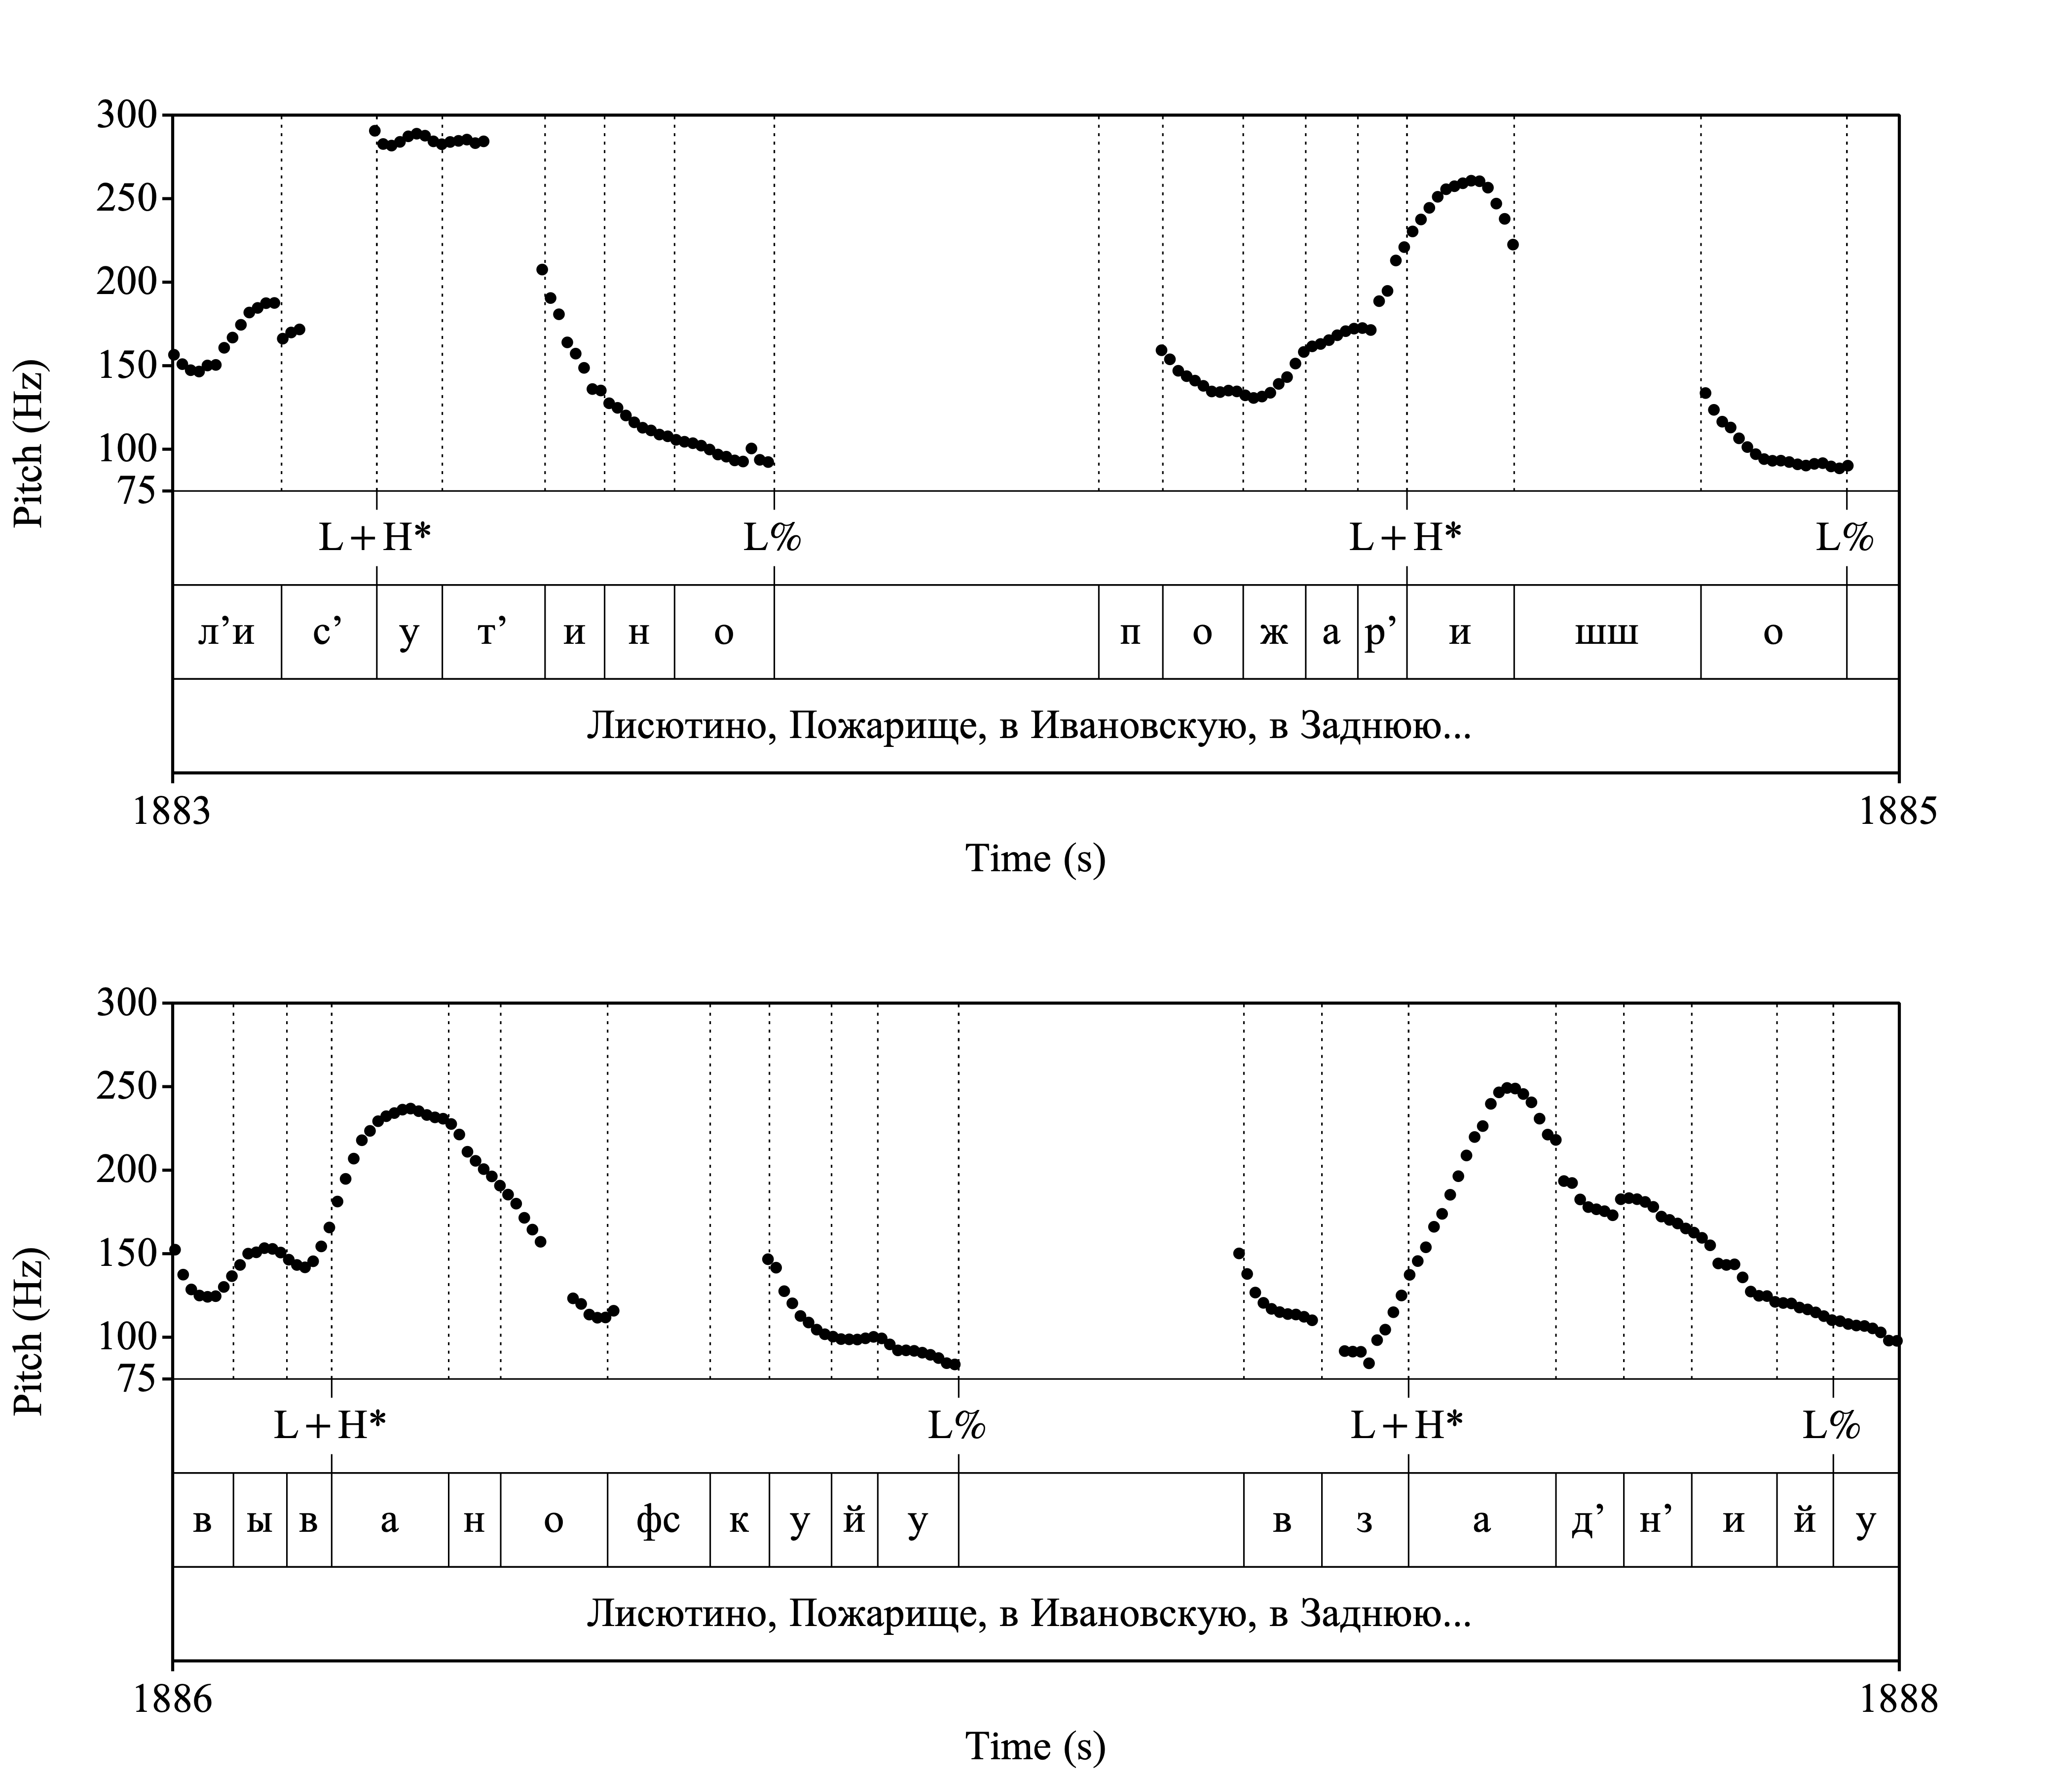 300
250
200
150
100
75
Pitch (Hz)
L+H* L% L+H* L%
л’и с’ у т’ и н о п о ж а р’ и шш о
Лисютино, Пожарище, в Ивановскую, в Заднюю...
1883 1885
Time (s)
300
250
200
150
100
75
Pitch (Hz)
L+H* L% L+H* L%
в ы в а н о фс к у й у в з а д’ н’ и й у
Лисютино, Пожарище, в Ивановскую, в Заднюю...
1886 1888
Time (s)